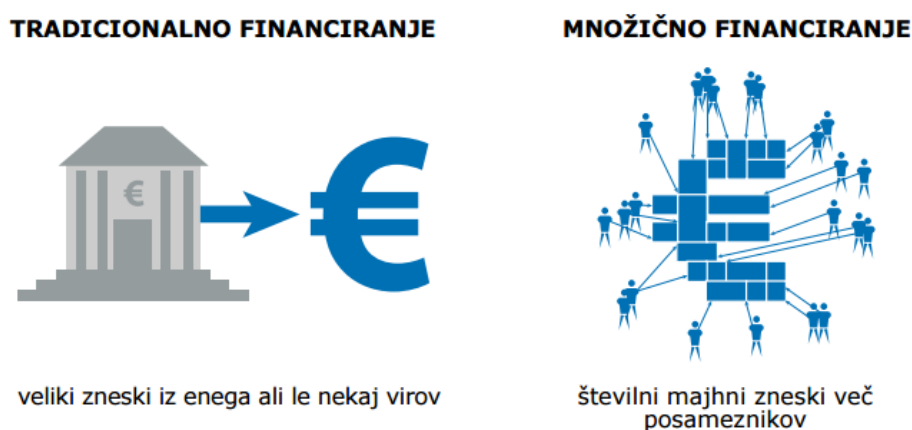 TRADICIONALNO FINANCIRANJE
MNOŽIČNO FINANCIRANJE
€
€
veliki zneski iz enega ali le nekaj virov
številni majhni zneski več
posameznikov